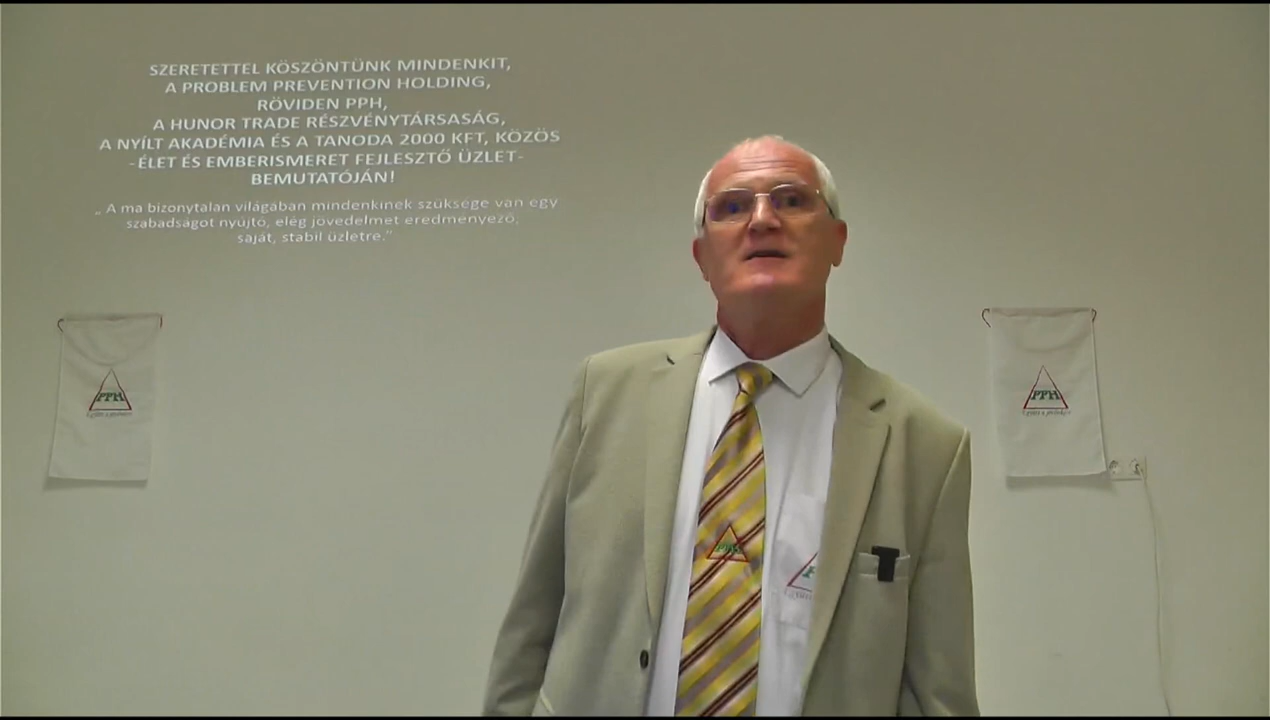 SZERETETTEL KÖSZÖNTÜNK MINDENKIT,
A PROBLEM PREVENTION HOLDING,
RÖVIDEN PPH,
A HUNOR TRADE RÉSZVÉNYTÁRSASÁG,
A NYÍLT AKADÉMIA ÉS A TANODA 2000 KFT, KÖZÖS
-ÉLET ÉS EMBERISMERET FEJLESZTŐ ÜZLET-
BEMUTATÓJÁN!
„ A ma bizonytalan világában mindenkinek szüksége van egy
szabadságot nyújtó, elég jövedelmet eredményező,
saját, stabil üzletre.”
PPH
PPH
PPH